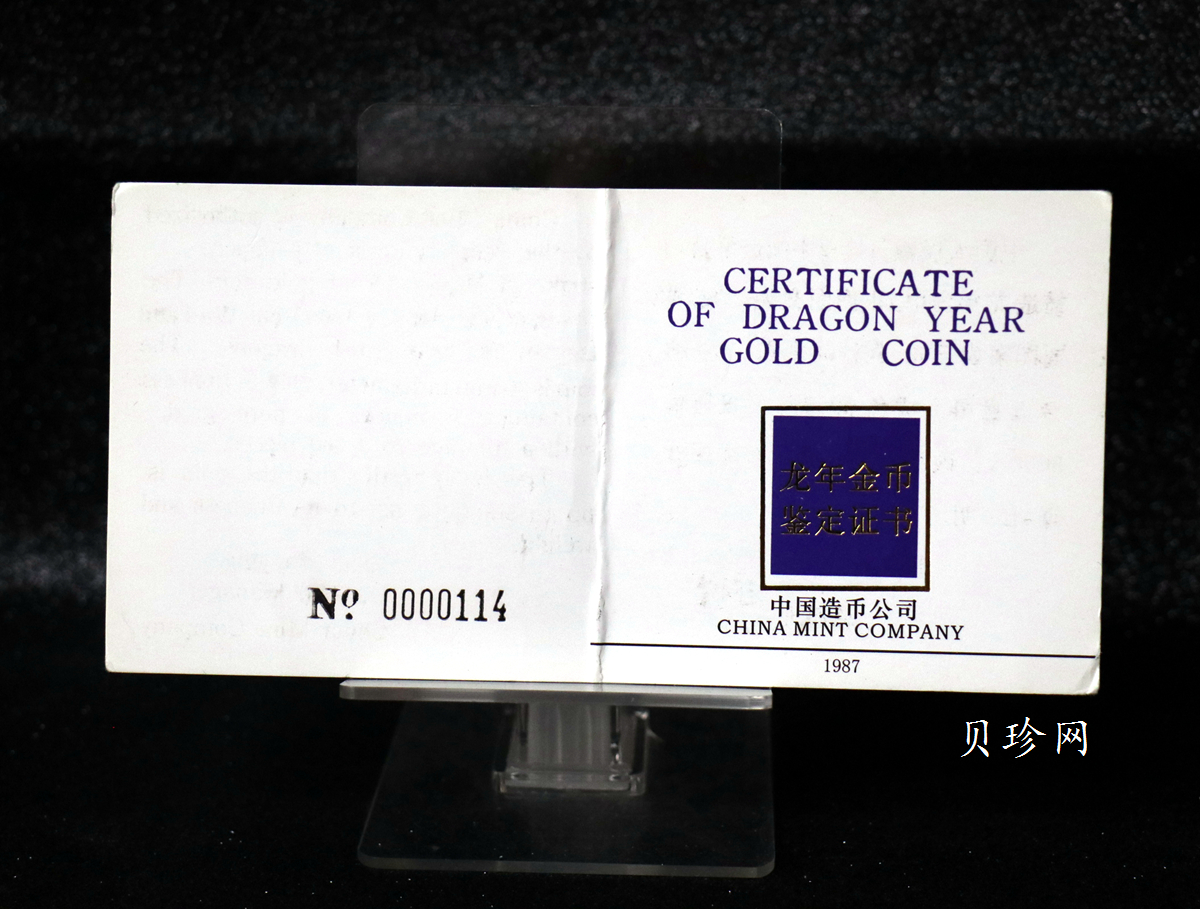 No 0000114
CERTIFICATE
OF DRAGON YEAR
GOLD COIN
龙年金币
鉴定证书
中国造币公司
CHINA MINT COMPANY
1987
贝珍网